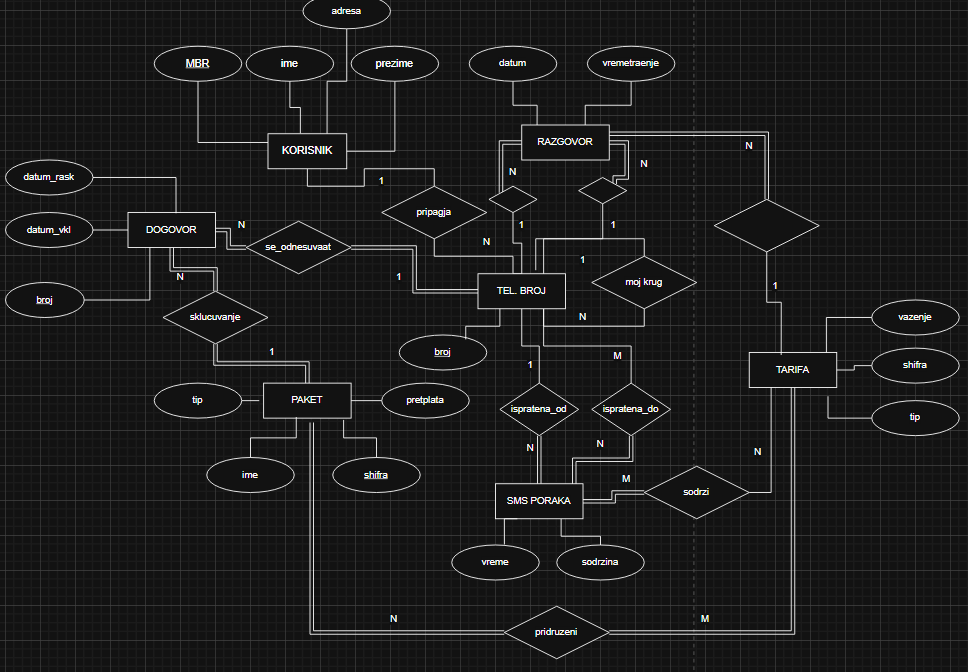 adresa
MBR
ime
prezime
datum
vremetraenje
KORISNIK
RAZGOVOR
N
N
N
datum_rask
1
pripagja
1
1
datum_vkl
DOGOVOR
N
se_odnesuvaat
N
1
N
1
moj krug
TEL. BROJ
1
broj
sklucuvanje
N
vazenje
1
broj
M
1
shifra
TARIFA
tip
PAKET
pretplata
ispratena_od
ispratena_do
tip
N
N
N
ime
shifra
M
sodrzi
SMS PORAKA
vreme
sodrzina
N
M
pridruzeni